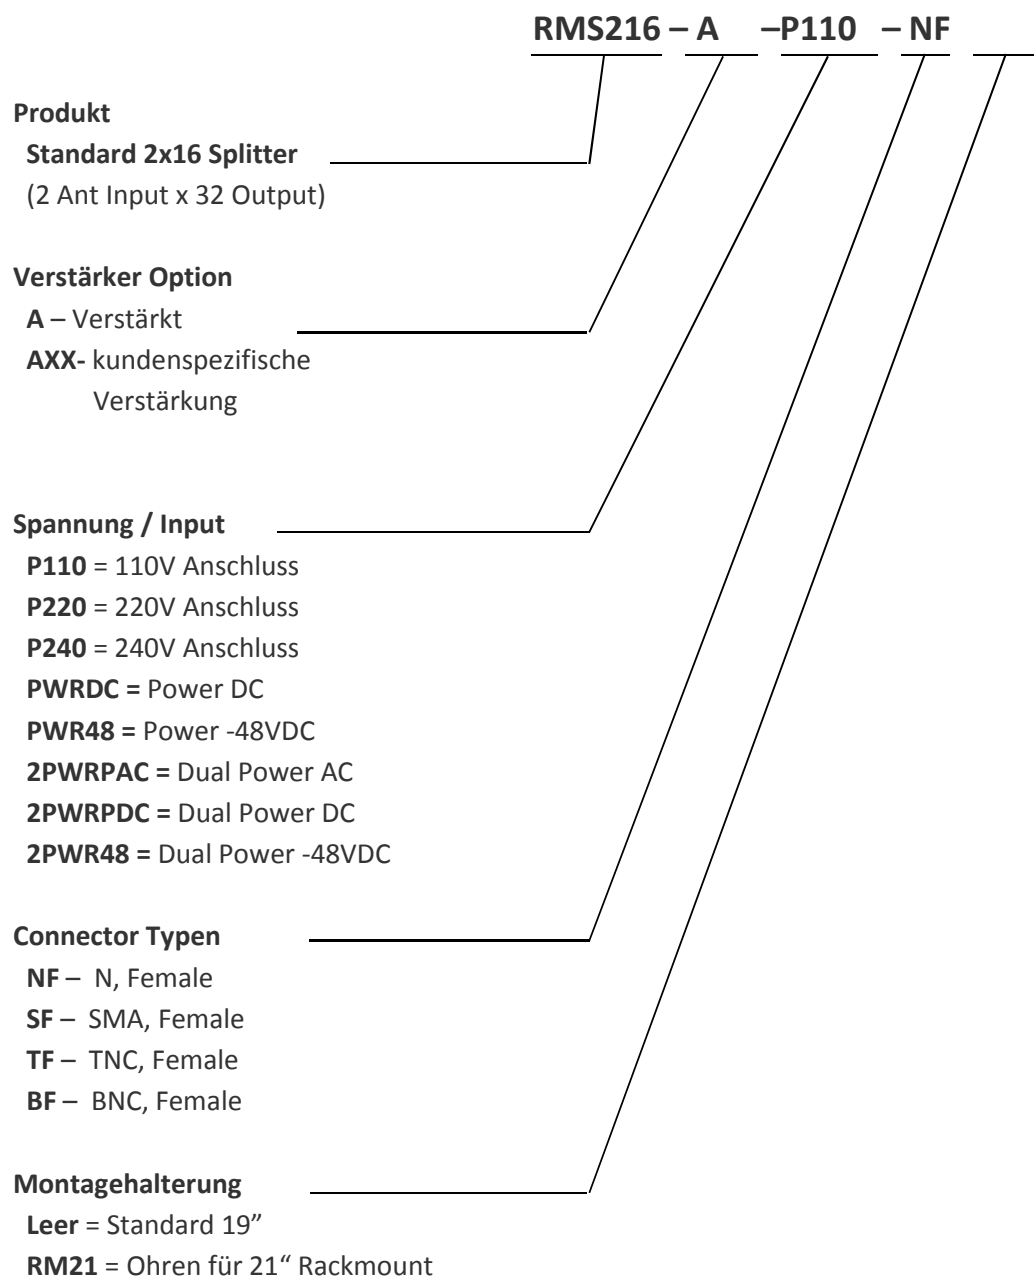 RMS216 – A –P110 – NF
Produkt
Standard 2x16 Splitter
(2 Ant Input x 32 Output)
Verstärker Option
A – Verstärkt
AXX- kundenspezifische
Verstärkung
Spannung / Input
P110 = 110V Anschluss
P220 = 220V Anschluss
P240 = 240V Anschluss
PWRDC = Power DC
PWR48 = Power -48VDC
2PWRPAC = Dual Power AC
2PWRPDC = Dual Power DC
2PWR48 = Dual Power -48VDC
Connector Typen
NF – N, Female
SF – SMA, Female
TF – TNC, Female
BF – BNC, Female
Montagehalterung
Leer = Standard 19”
RM21 = Ohren für 21“ Rackmount